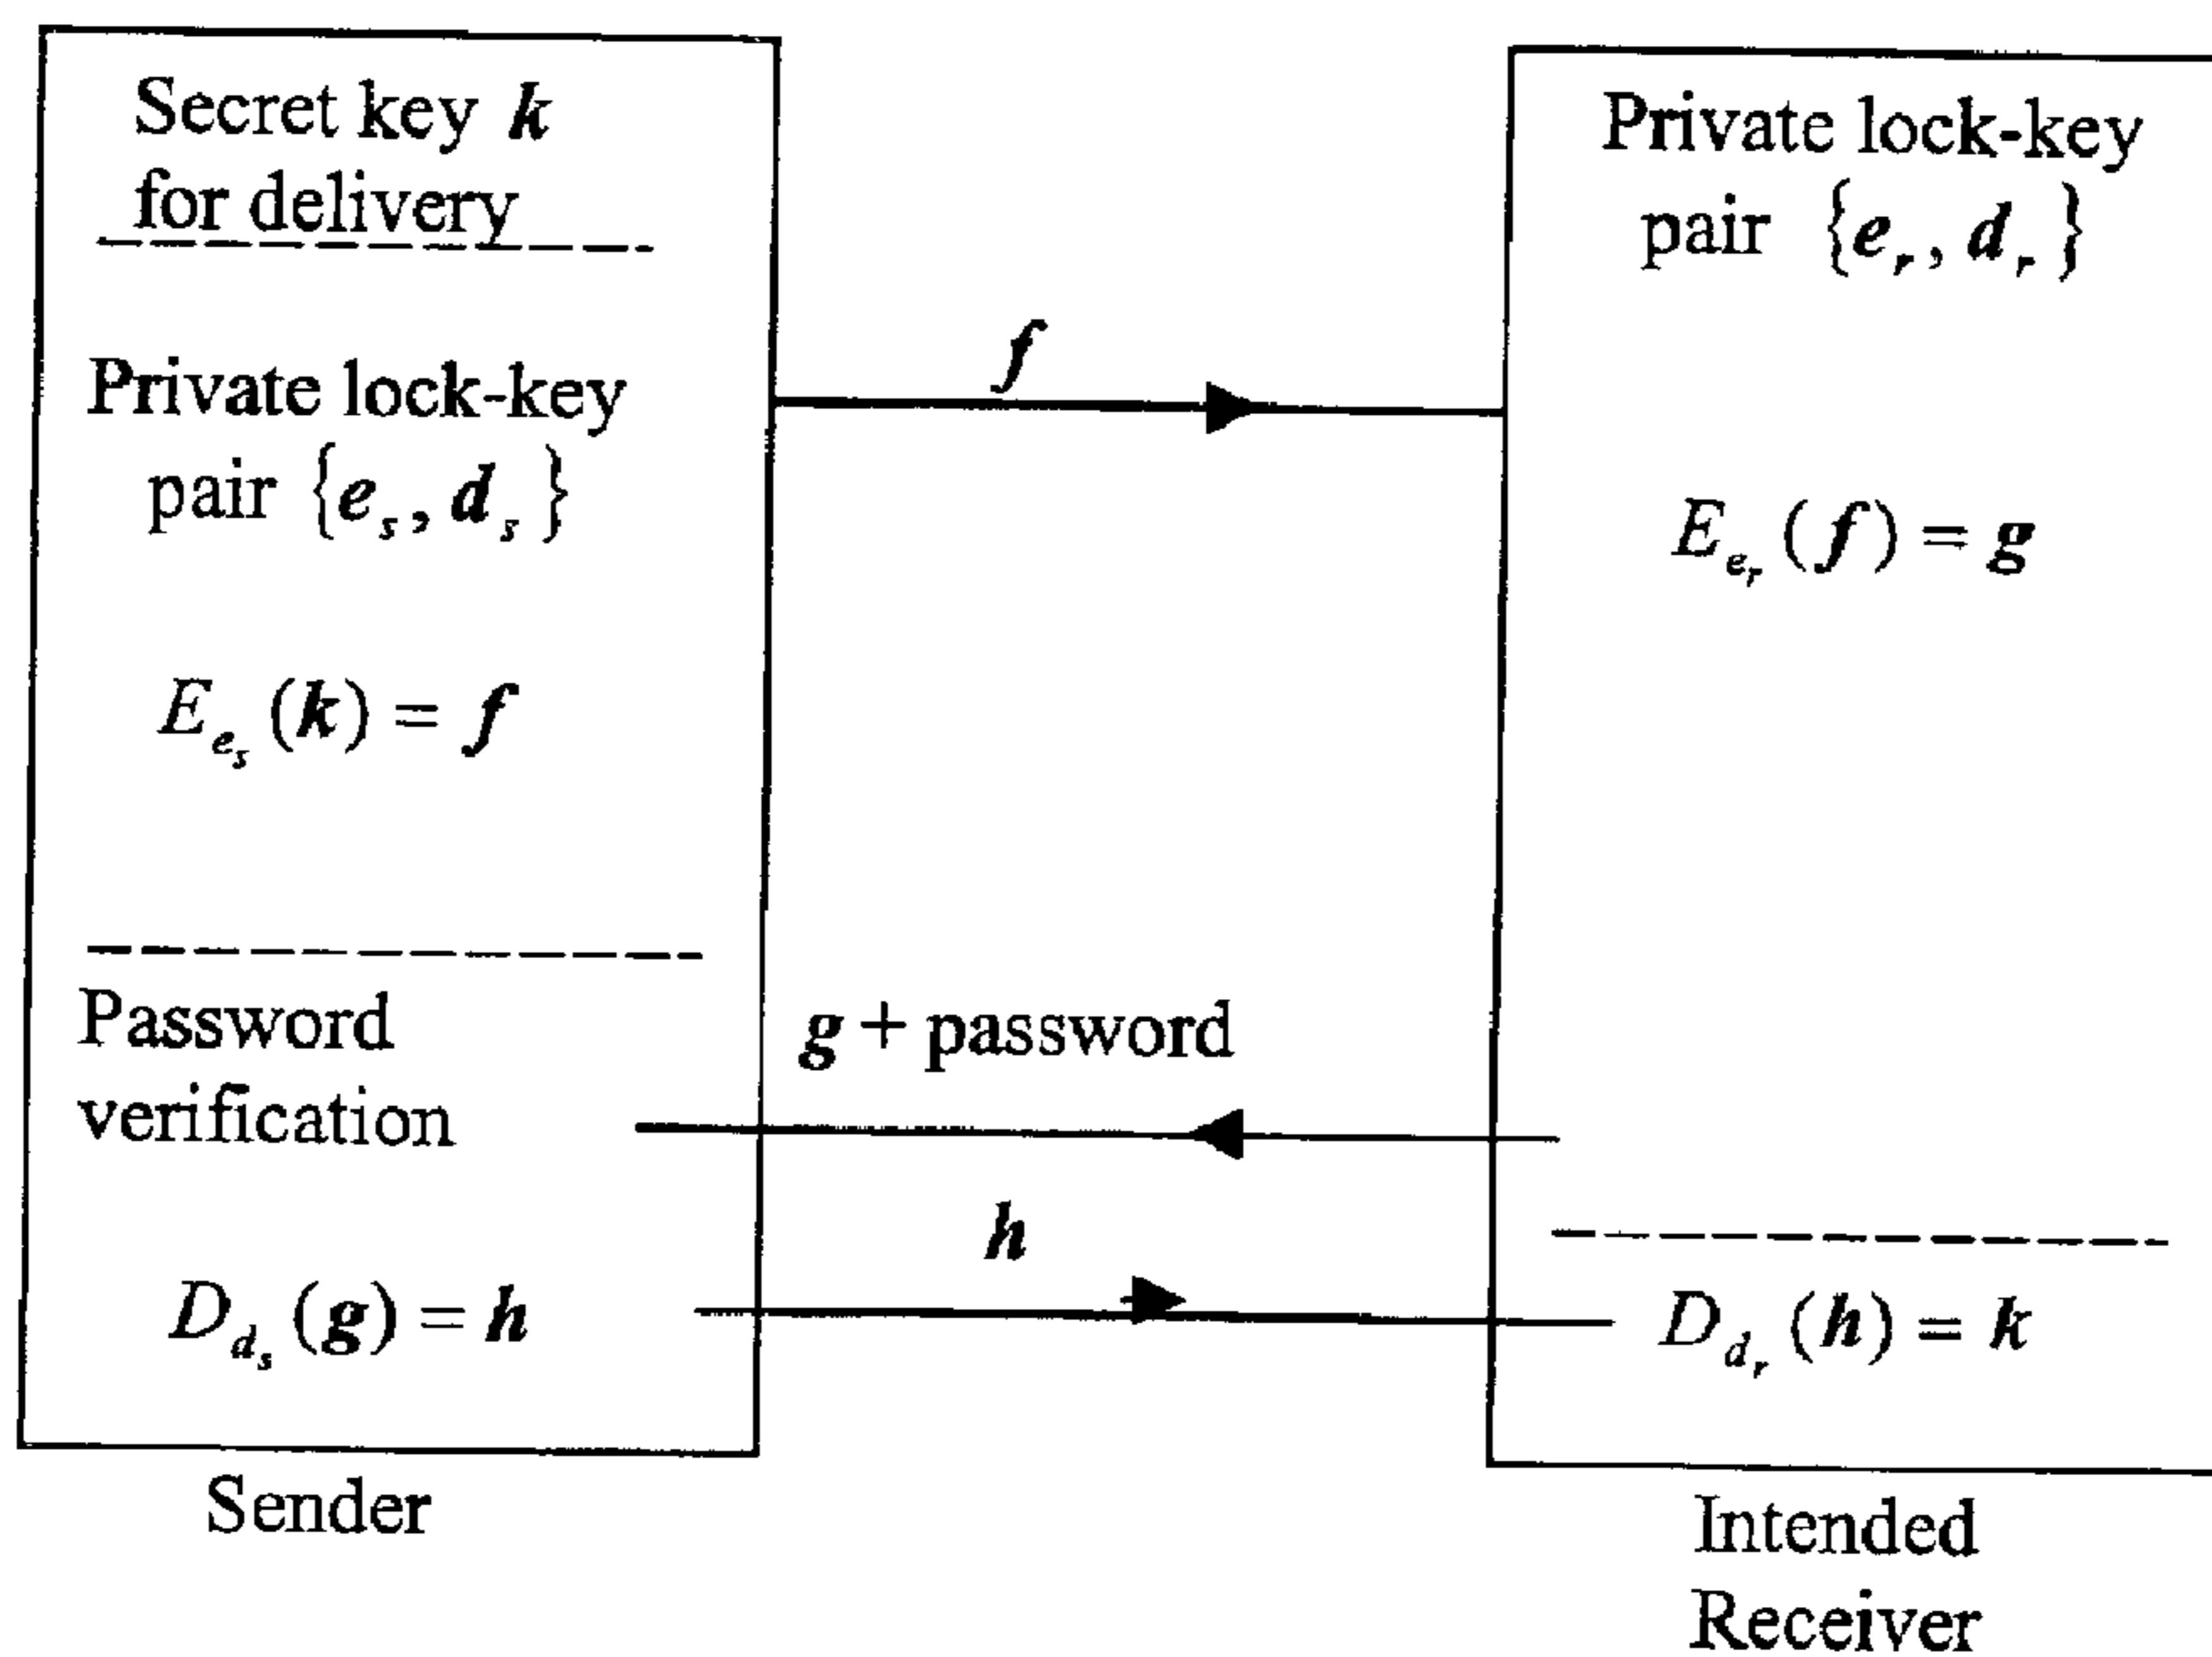 Secret key k
for delivery
Private lock-key
pair {e_s, d_s}
E_{e_s}(k) = f
Password
verification
D_{d_s}(g) = h
Sender
f
g + password
h
Private lock-key
pair {e_r, d_r}
E_{e_r}(f) = g
D_{d_r}(h) = k
Intended
Receiver